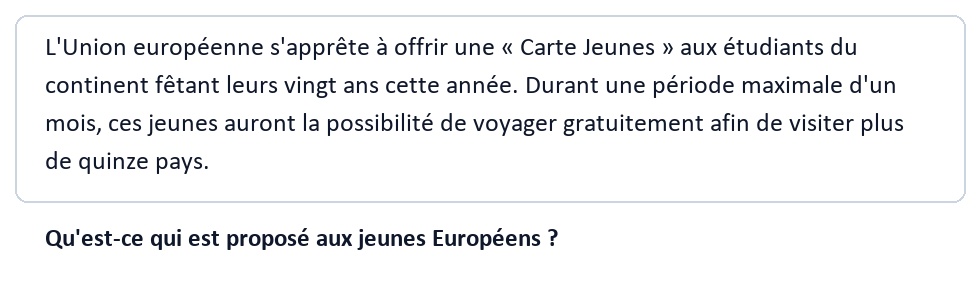 L'Union européenne s'apprête à offrir une « Carte Jeunes » aux étudiants du
continent fêtant leurs vingt ans cette année. Durant une période maximale d'un
mois, ces jeunes auront la possibilité de voyager gratuitement afin de visiter plus
de quinze pays.
Qu'est-ce qui est proposé aux jeunes Européens ?